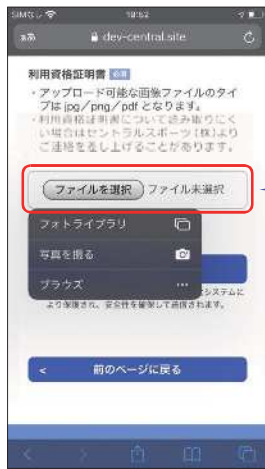 SIMなし 19:52
ああ dev-central.site
利用資格証明書 必須
・アップロード可能な画像ファイルのタイ
プは jpg／png／pdf となります。
・利用資格証明書について読み取りにく
い場合はセントラルスポーツ（株）より
ご連絡を差し上げることがあります。
ファイルを選択 ファイル未選択
フォトライブラリ
写真を撮る
ブラウズ
システムに
より保護され、安全性を確保して送信されます。
< 前のページに戻る